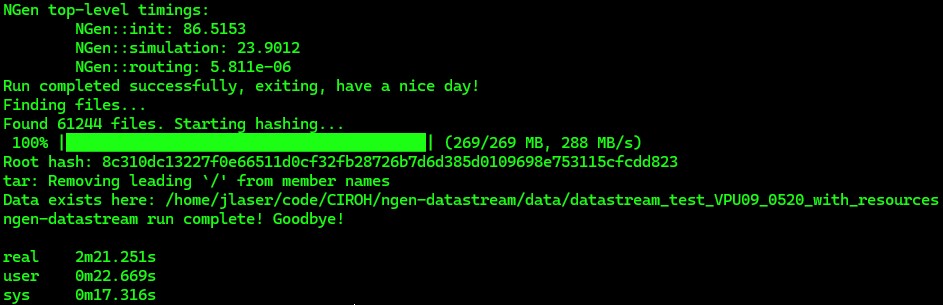 NGen top-level timings:
NGen::init: 86.5153
NGen::simulation: 23.9012
NGen::routing: 5.811e-06
Run completed successfully, exiting, have a nice day!
Finding files...
Found 61244 files. Starting hashing...
100% |                                        | (269/269 MB, 288 MB/s)
Root hash: 8c310dc13227f0e66511d0cf32fb28726b7d6d385d0109698e753115cfcdd823
tar: Removing leading `/' from member names
Data exists here: /home/jlaser/code/CIROH/ngen-datastream/data/datastream_test_VPU09_0520_with_resources
ngen-datastream run complete! Goodbye!
real 2m21.251s
user 0m22.669s
sys 0m17.316s